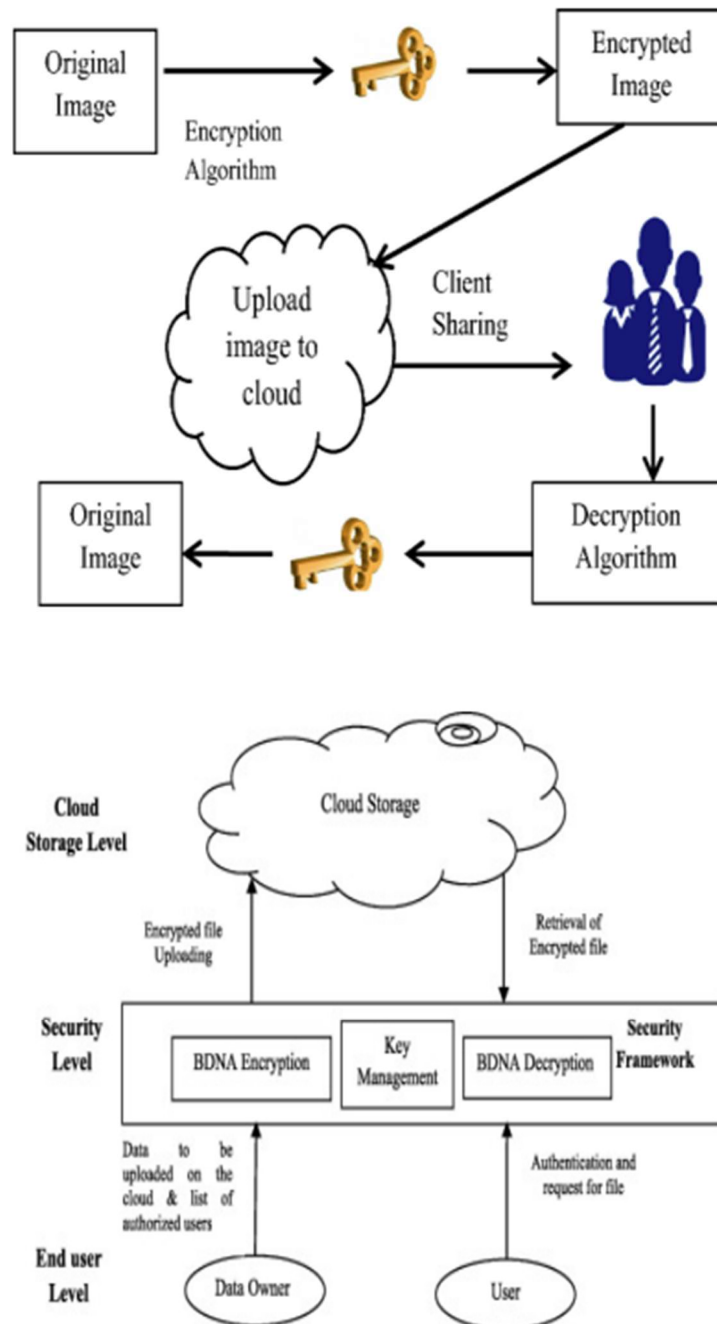 Original
Image
Encryption
Algorithm
Encrypted
Image
Upload
image to
cloud
Client
Sharing
Original
Image
Decryption
Algorithm
Cloud
Storage Level
Cloud Storage
Encrypted file
Uploading
Retrieval of
Encrypted file
Security
Level
BDNA Encryption
Key
Management
BDNA Decryption
Security
Framework
Data to be
uploaded on the
cloud & list of
authorized users
Authentication and
request for file
End user
Level
Data Owner
User